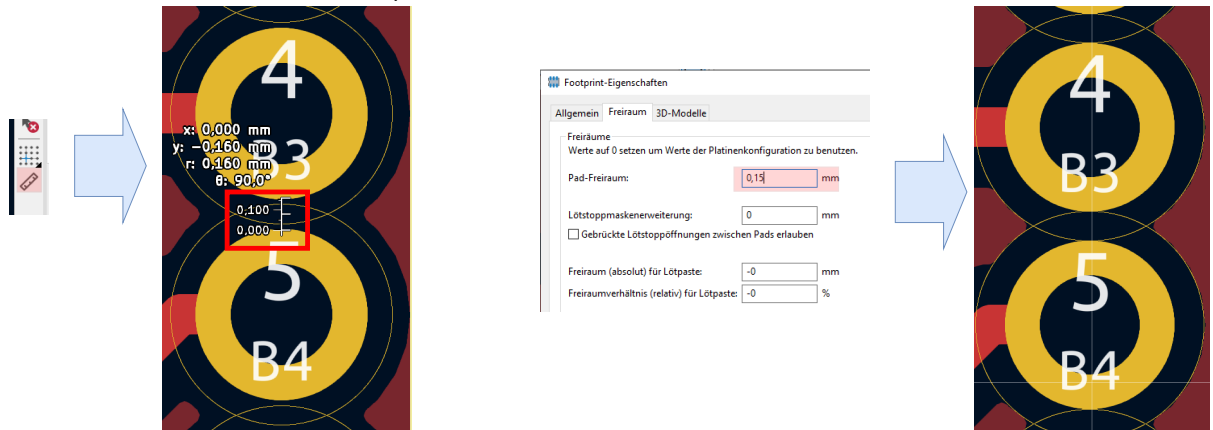 4
x: 0,000 mm
y: -0,160 mm
r: 0,160 mm
θ: 90,0°
B3
0,100
0,000
5
B4
Footprint-Eigenschaften
Allgemein Freiraum 3D-Modelle
Freiräume
Werte auf 0 setzen um Werte der Platinenkonfiguration zu benutzen.
Pad-Freiraum: 0,15 mm
Lötstoppmaskenerweiterung: 0 mm
Gebrückte Lötstoppöffnungen zwischen Pads erlauben
Freiraum (absolut) für Lötpaste: -0 mm
Freiraumverhältnis (relativ) für Lötpaste: -0 %
4
B3
5
B4